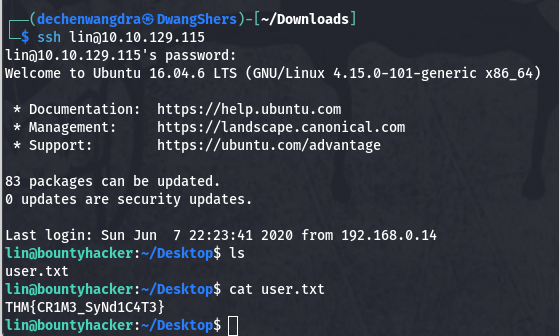 ┌──(dechenwangdra㉿DwangShers)-[~/Downloads]
└─$ ssh lin@10.10.129.115
lin@10.10.129.115's password:
Welcome to Ubuntu 16.04.6 LTS (GNU/Linux 4.15.0-101-generic x86_64)

 * Documentation:  https://help.ubuntu.com
 * Management:     https://landscape.canonical.com
 * Support:        https://ubuntu.com/advantage

83 packages can be updated.
0 updates are security updates.

Last login: Sun Jun  7 22:23:41 2020 from 192.168.0.14
lin@bountyhacker:~/Desktop$ ls
user.txt
lin@bountyhacker:~/Desktop$ cat user.txt
THM{CR1M3_SyNd1C4T3}
lin@bountyhacker:~/Desktop$